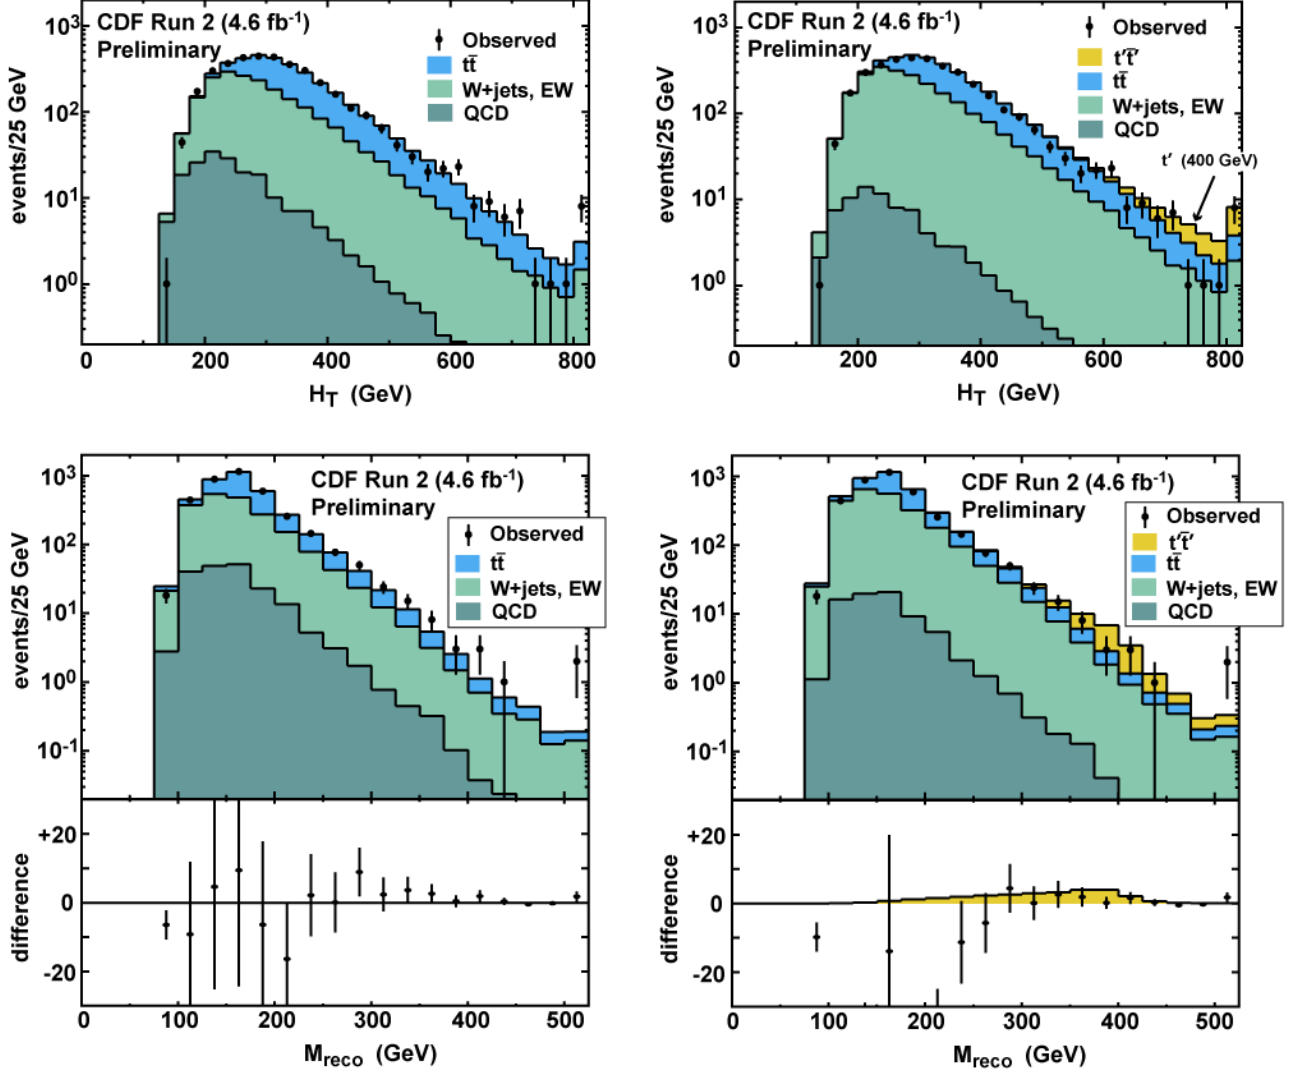 CDF Run 2 (4.6 fb⁻¹)
Preliminary
Observed
tt̄
W+jets, EW
QCD
events/25 GeV
10³
10²
10¹
10⁰
0 200 400 600 800
H_T (GeV)
CDF Run 2 (4.6 fb⁻¹)
Preliminary
Observed
t′t̄′
tt̄
W+jets, EW
QCD
t′ (400 GeV)
events/25 GeV
10³
10²
10¹
10⁰
0 200 400 600 800
H_T (GeV)
CDF Run 2 (4.6 fb⁻¹)
Preliminary
Observed
tt̄
W+jets, EW
QCD
events/25 GeV
10³
10²
10¹
10⁰
10⁻¹
difference
+20
0
-20
0 100 200 300 400 500
M_reco (GeV)
CDF Run 2 (4.6 fb⁻¹)
Preliminary
Observed
t′t̄′
tt̄
W+jets, EW
QCD
events/25 GeV
10³
10²
10¹
10⁰
10⁻¹
difference
+20
0
-20
0 100 200 300 400 500
M_reco (GeV)